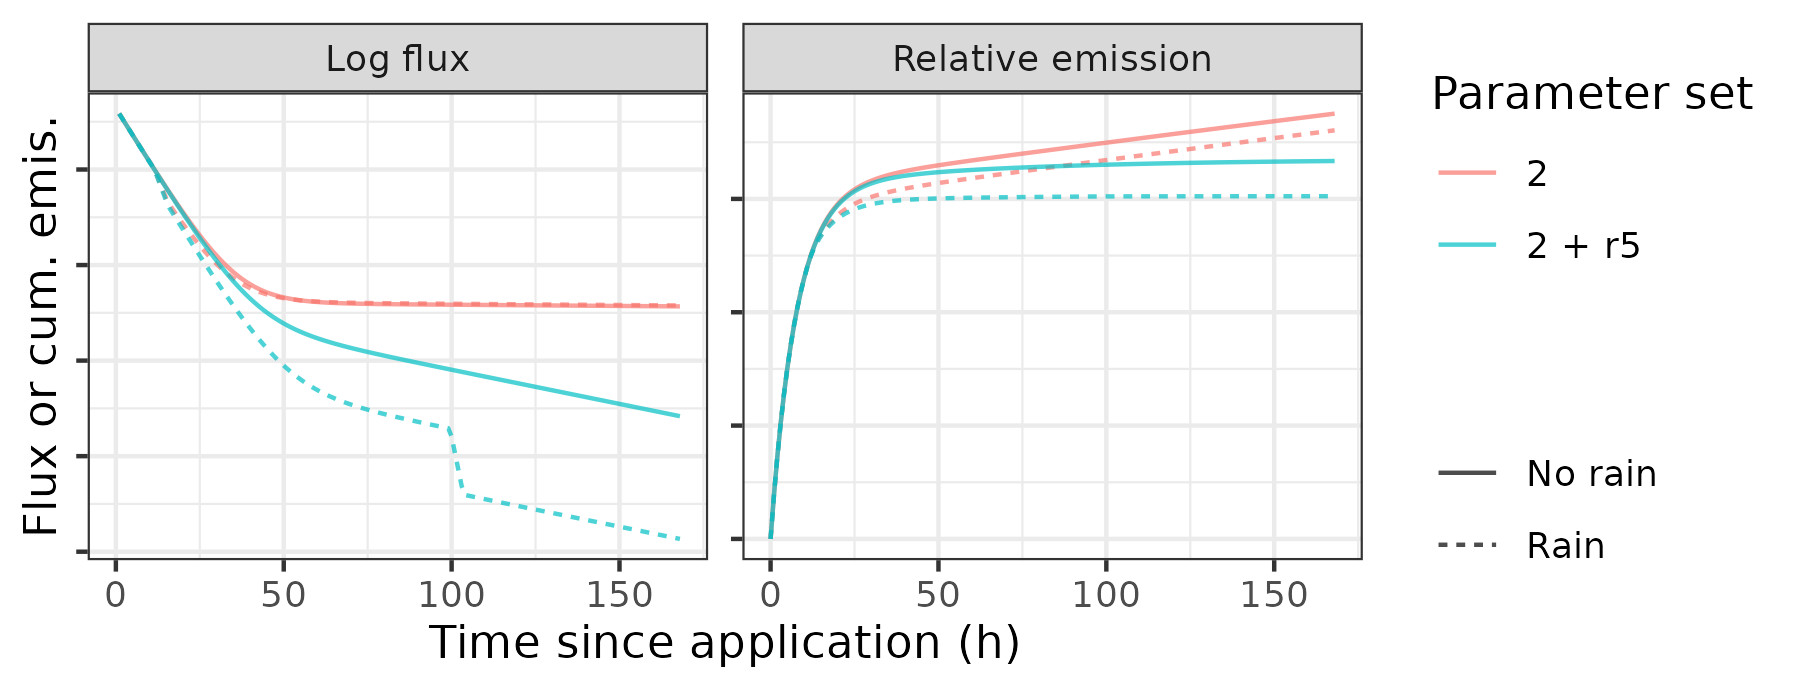 Log flux
Relative emission
Flux or cum. emis.
0 50 100 150
0 50 100 150
Time since application (h)
Parameter set
2
2 + r5
No rain
Rain